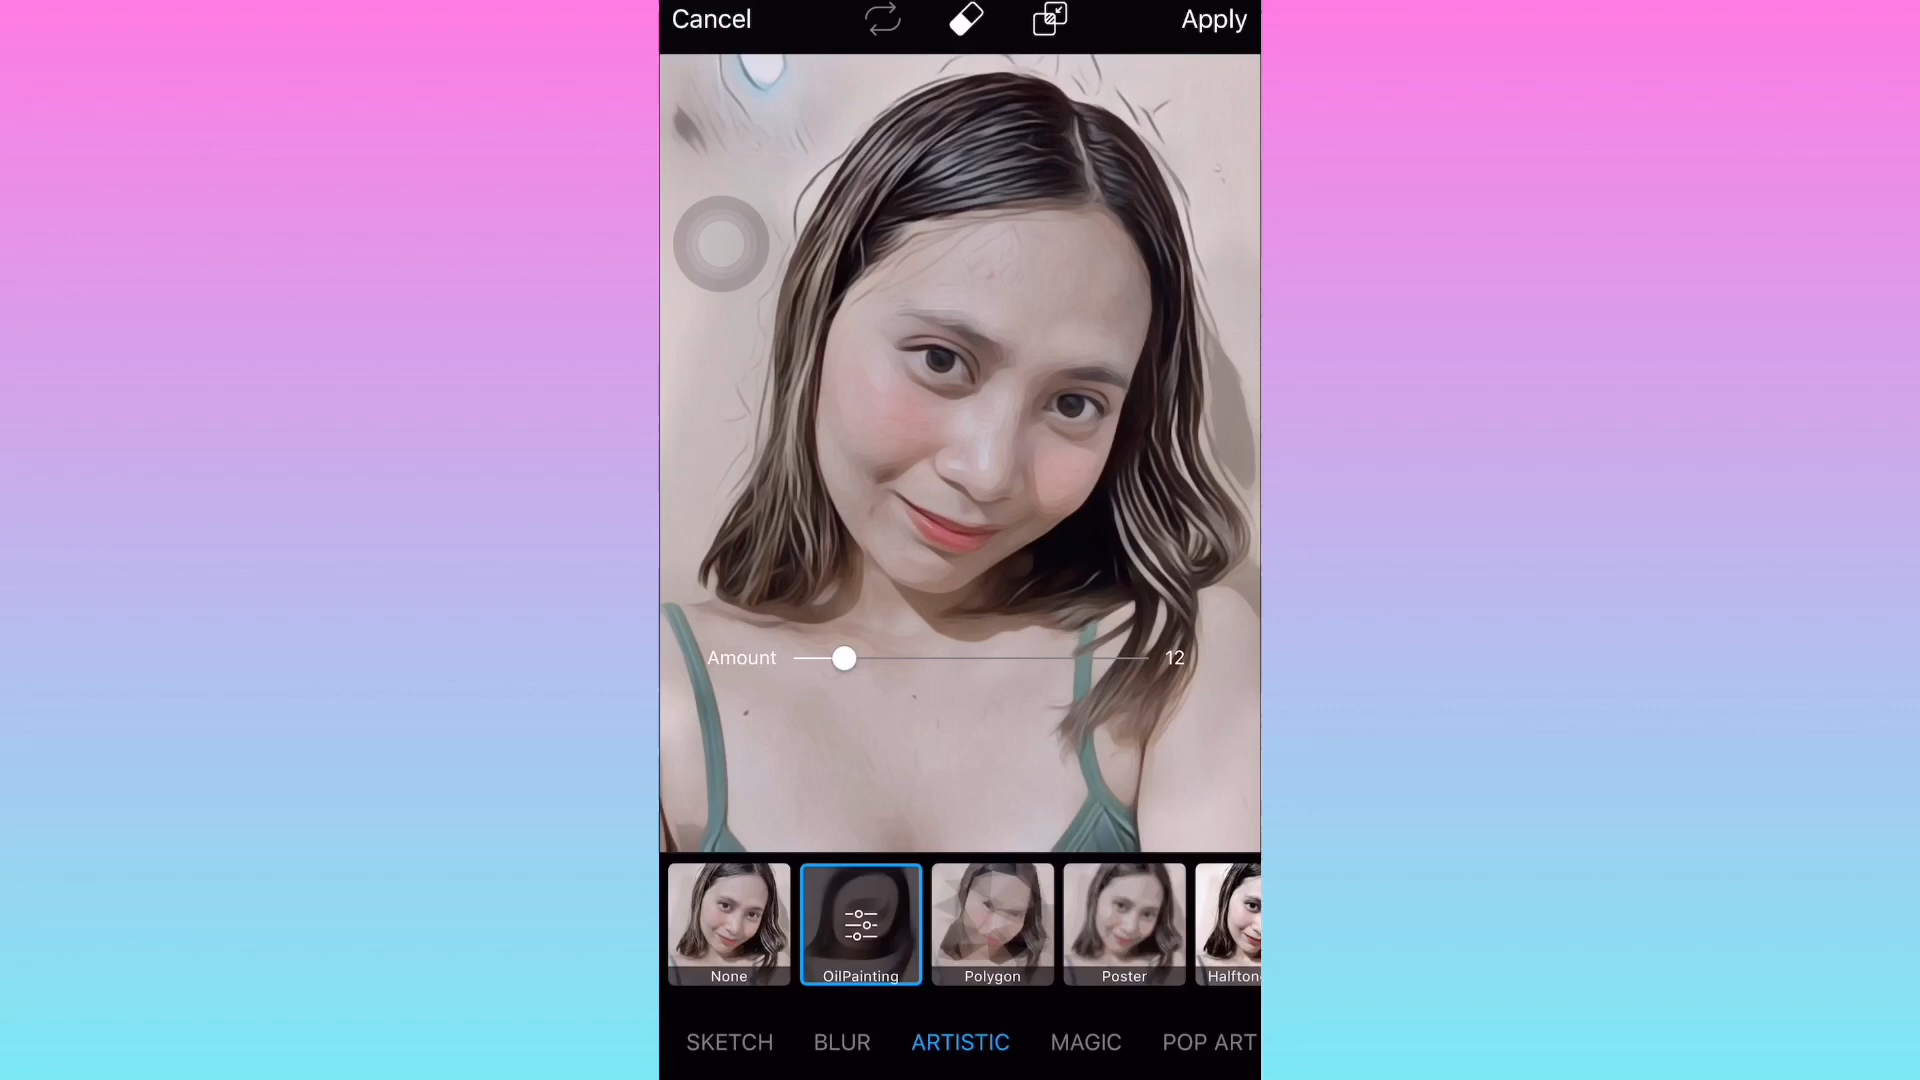 Cancel Apply
Amount 12
None OilPainting Polygon Poster Halfton
SKETCH BLUR ARTISTIC MAGIC POP ART